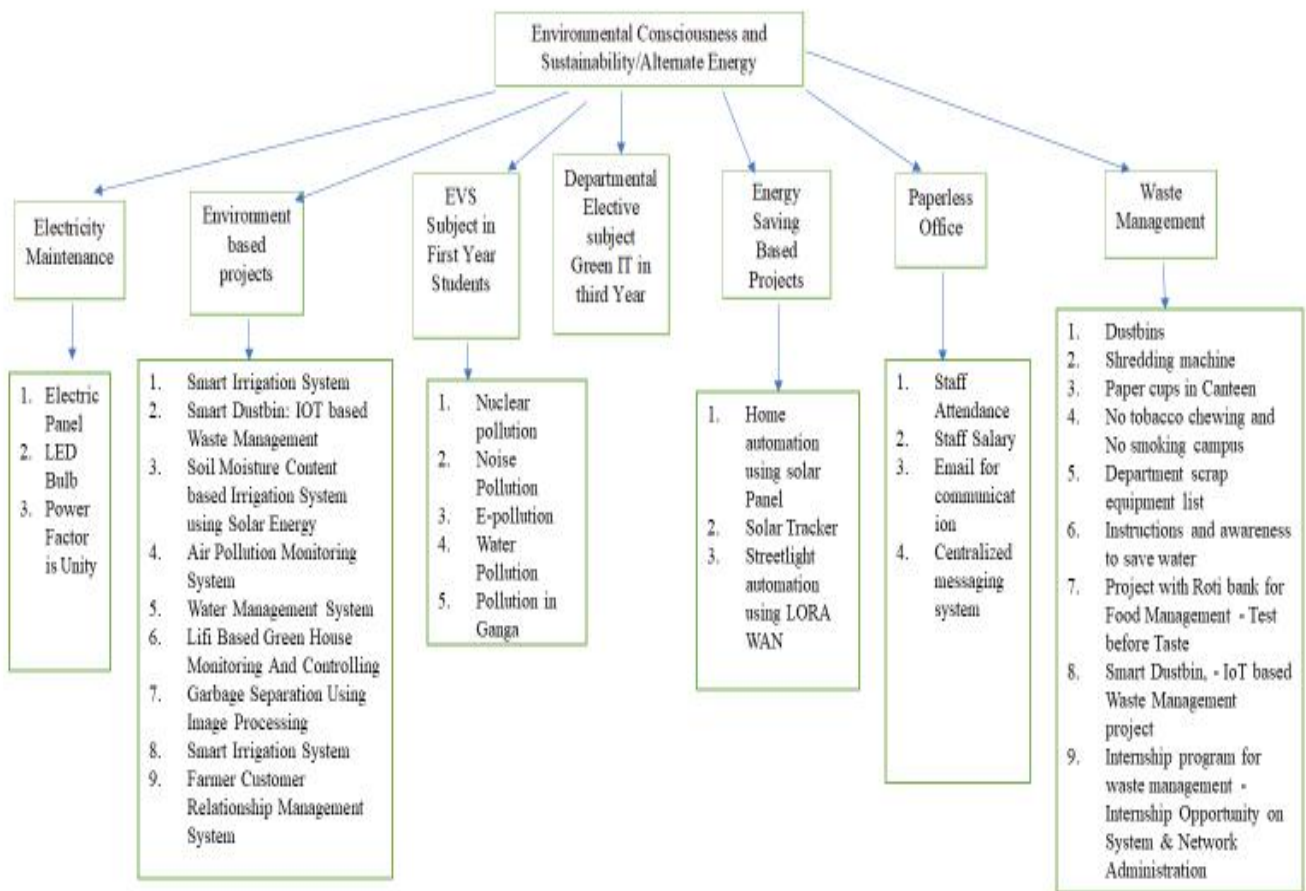 Environmental Consciousness and
Sustainability/Alternate Energy
Electricity
Maintenance
Environment
based
projects
EVS
Subject in
First Year
Students
Departmental
Elective
subject
Green IT in
third Year
Energy
Saving
Based
Projects
Paperless
Office
Waste
Management
1. Electric
Panel
2. LED
Bulb
3. Power
Factor
is Unity
1. Smart Irrigation System
2. Smart Dustbin: IOT based
Waste Management
3. Soil Moisture Content
based Irrigation System
using Solar Energy
4. Air Pollution Monitoring
System
5. Water Management System
6. Lifi Based Green House
Monitoring And Controlling
7. Garbage Separation Using
Image Processing
8. Smart Irrigation System
9. Farmer Customer
Relationship Management
System
1. Nuclear
pollution
2. Noise
Pollution
3. E-pollution
4. Water
Pollution
5. Pollution in
Ganga
1. Home
automation
using solar
Panel
2. Solar Tracker
3. Streetlight
automation
using LORA
WAN
1. Staff
Attendance
2. Staff Salary
3. Email for
communicat
ion
4. Centralized
messaging
system
1. Dustbins
2. Shredding machine
3. Paper cups in Canteen
4. No tobacco chewing and
No smoking campus
5. Department scrap
equipment list
6. Instructions and awareness
to save water
7. Project with Roti bank for
Food Management - Test
before Taste
8. Smart Dustbin, - IoT based
Waste Management
project
9. Internship program for
waste management -
Internship Opportunity on
System & Network
Administration